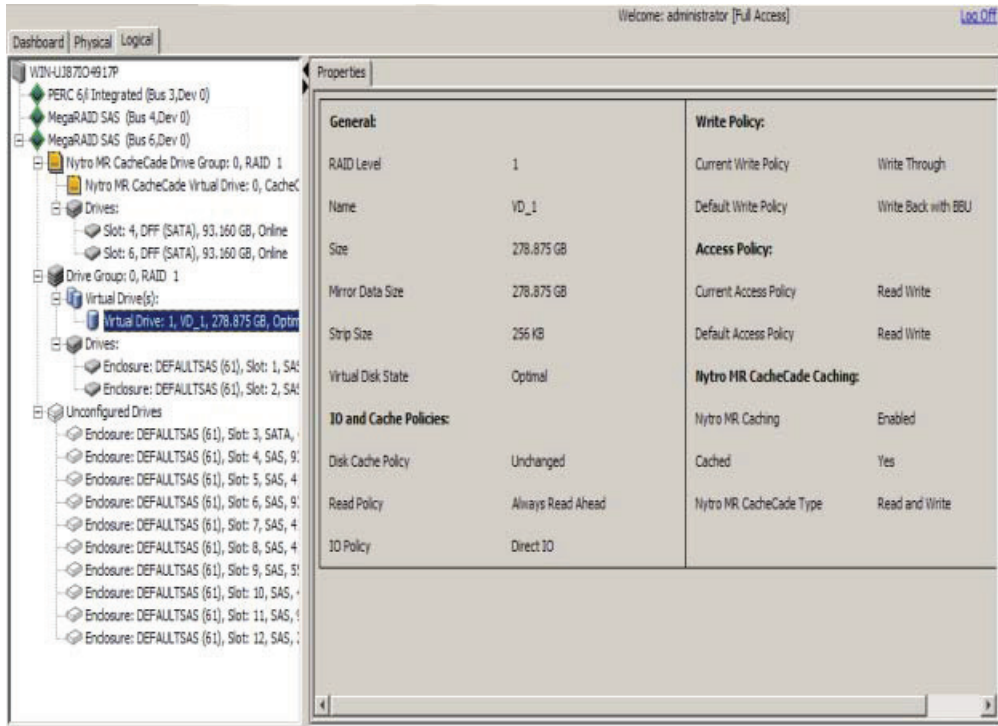 Welcome: administrator [Full Access] Log Off
Dashboard Physical Logical
WIN-UJ87IO4917P
PERC 6/i Integrated (Bus 3,Dev 0)
MegaRAID SAS (Bus 4,Dev 0)
MegaRAID SAS (Bus 6,Dev 0)
Nytro MR CacheCade Drive Group: 0, RAID 1
Nytro MR CacheCade Virtual Drive: 0, CacheC
Drives:
Slot: 4, DFF (SATA), 93.160 GB, Online
Slot: 6, DFF (SATA), 93.160 GB, Online
Drive Group: 0, RAID 1
Virtual Drive(s):
Virtual Drive: 1, VD_1, 278.875 GB, Optim
Drives:
Enclosure: DEFAULTSAS (61), Slot: 1, SAS
Enclosure: DEFAULTSAS (61), Slot: 2, SAS
Unconfigured Drives
Enclosure: DEFAULTSAS (61), Slot: 3, SATA,
Enclosure: DEFAULTSAS (61), Slot: 4, SAS, 9
Enclosure: DEFAULTSAS (61), Slot: 5, SAS, 4
Enclosure: DEFAULTSAS (61), Slot: 6, SAS, 9
Enclosure: DEFAULTSAS (61), Slot: 7, SAS, 4
Enclosure: DEFAULTSAS (61), Slot: 8, SAS, 4
Enclosure: DEFAULTSAS (61), Slot: 9, SAS, 5
Enclosure: DEFAULTSAS (61), Slot: 10, SAS,
Enclosure: DEFAULTSAS (61), Slot: 11, SAS,
Enclosure: DEFAULTSAS (61), Slot: 12, SAS,
Properties
General:
RAID Level 1
Name VD_1
Size 278.875 GB
Mirror Data Size 278.875 GB
Strip Size 256 KB
Virtual Disk State Optimal
IO and Cache Policies:
Disk Cache Policy Unchanged
Read Policy Always Read Ahead
IO Policy Direct IO
Write Policy:
Current Write Policy Write Through
Default Write Policy Write Back with BBU
Access Policy:
Current Access Policy Read Write
Default Access Policy Read Write
Nytro MR CacheCade Caching:
Nytro MR Caching Enabled
Cached Yes
Nytro MR CacheCade Type Read and Write